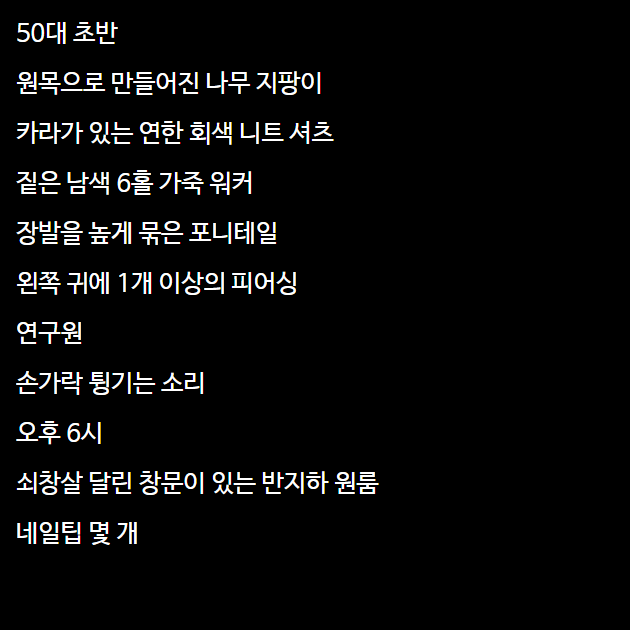 50대 초반
원목으로 만들어진 나무 지팡이
카라가 있는 연한 회색 니트 셔츠
짙은 남색 6홀 가죽 워커
장발을 높게 묶은 포니테일
왼쪽 귀에 1개 이상의 피어싱
연구원
손가락 튕기는 소리
오후 6시
쇠창살 달린 창문이 있는 반지하 원룸
네일팁 몇 개